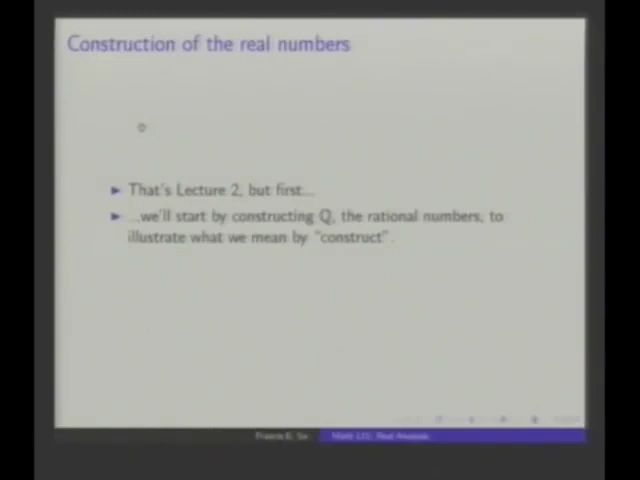 Construction of the real numbers
That's Lecture 2, but first...
...we'll start by constructing Q, the rational numbers, to
illustrate what we mean by "construct".
Francis E. Su
Math 131: Real Analysis